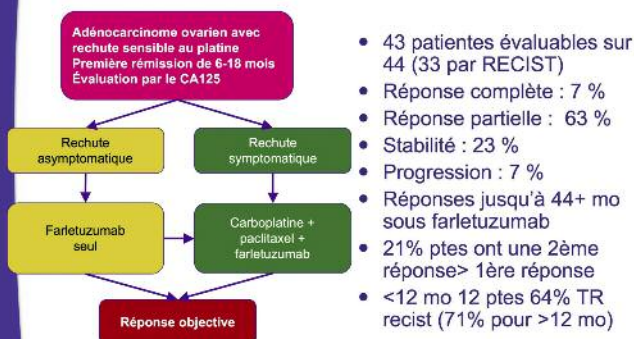 Adénocarcinome ovarien avec
rechute sensible au platine
Première rémission de 6-18 mois
Évaluation par le CA125
Rechute
asymptomatique
Rechute
symptomatique
Farletuzumab
seul
Carboplatine +
paclitaxel +
farletuzumab
Réponse objective
• 43 patientes évaluables sur
44 (33 par RECIST)
• Réponse complète : 7 %
• Réponse partielle : 63 %
• Stabilité : 23 %
• Progression : 7 %
• Réponses jusqu'à 44+ mo
sous farletuzumab
• 21% ptes ont une 2ème
réponse> 1ère réponse
• <12 mo 12 ptes 64% TR
recist (71% pour >12 mo)